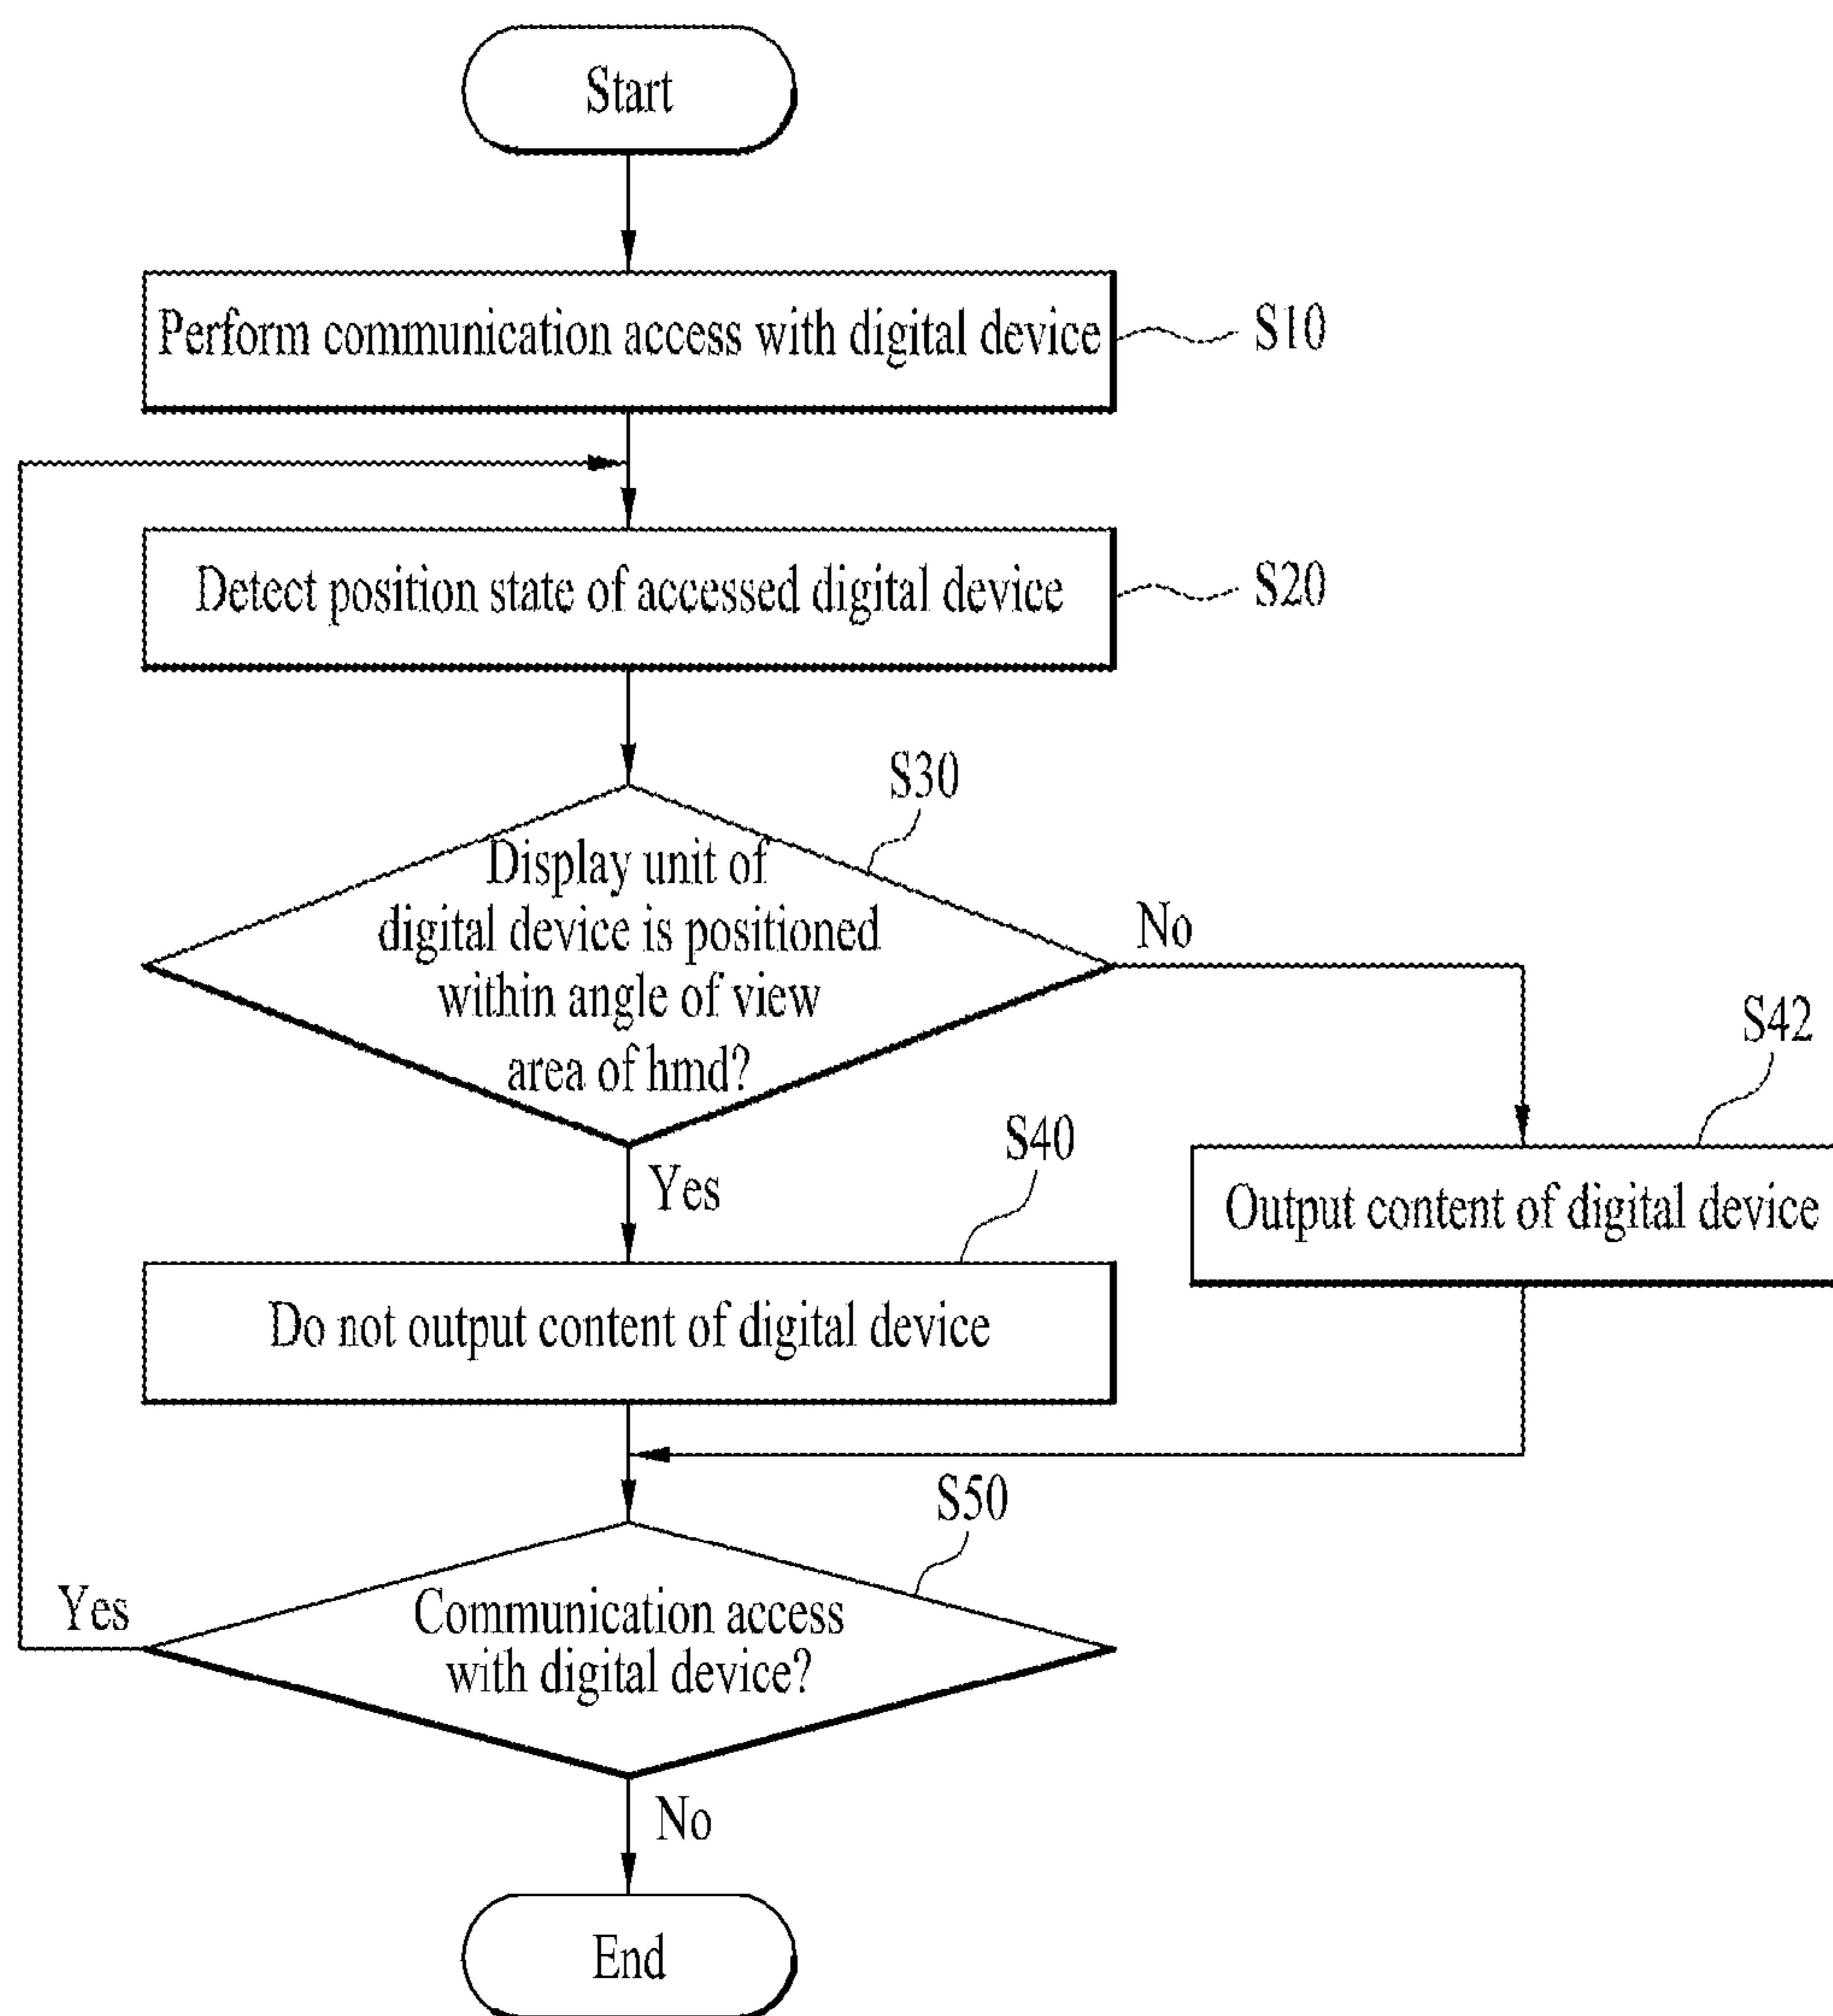 Start
Perform communication access with digital device
S10
Detect position state of accessed digital device
S20
S30
Display unit of
digital device is positioned
within angle of view
area of hmd?
No
S42
Output content of digital device
Yes
S40
Do not output content of digital device
S50
Communication access
with digital device?
Yes
No
End